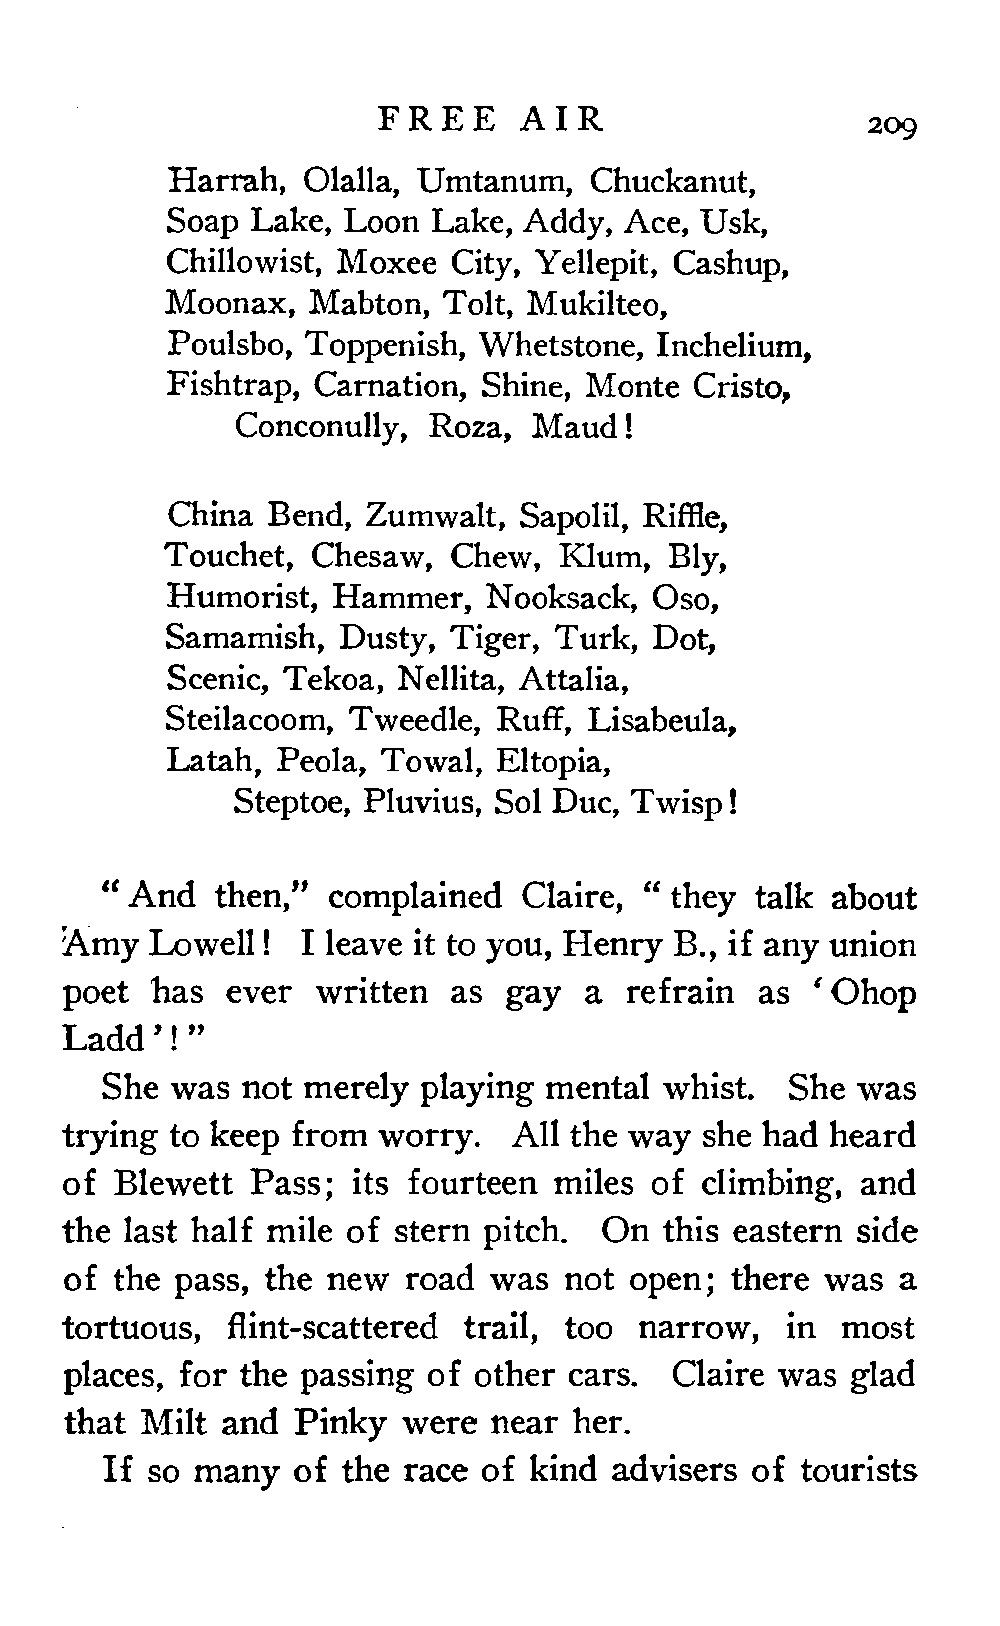 FREE AIR 209
Harrah, Olalla, Umtanum, Chuckanut,
Soap Lake, Loon Lake, Addy, Ace, Usk,
Chillowist, Moxee City, Yellepit, Cashup,
Moonax, Mabton, Tolt, Mukilteo,
Poulsbo, Toppenish, Whetstone, Inchelium,
Fishtrap, Carnation, Shine, Monte Cristo,
Conconully, Roza, Maud!
China Bend, Zumwalt, Sapolil, Riffle,
Touchet, Chesaw, Chew, Klum, Bly,
Humorist, Hammer, Nooksack, Oso,
Samamish, Dusty, Tiger, Turk, Dot,
Scenic, Tekoa, Nellita, Attalia,
Steilacoom, Tweedle, Ruff, Lisabeula,
Latah, Peola, Towal, Eltopia,
Steptoe, Pluvius, Sol Duc, Twisp!
"And then," complained Claire, "they talk about
Amy Lowell! I leave it to you, Henry B., if any union
poet has ever written as gay a refrain as 'Ohop
Ladd'!"
She was not merely playing mental whist. She was
trying to keep from worry. All the way she had heard
of Blewett Pass; its fourteen miles of climbing, and
the last half mile of stern pitch. On this eastern side
of the pass, the new road was not open; there was a
tortuous, flint-scattered trail, too narrow, in most
places, for the passing of other cars. Claire was glad
that Milt and Pinky were near her.
If so many of the race of kind advisers of tourists